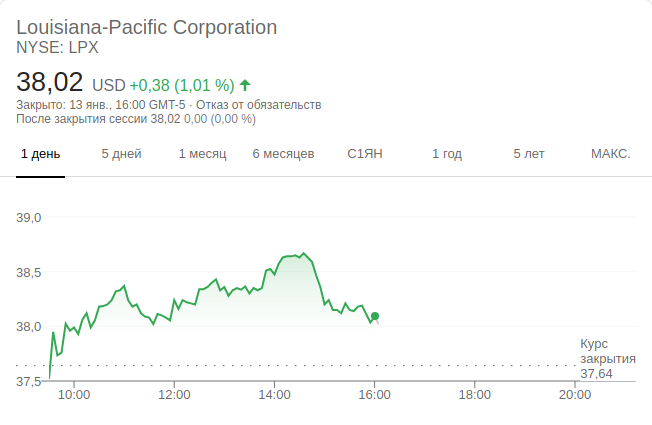 Louisiana-Pacific Corporation
NYSE: LPX
38,02 USD +0,38 (1,01 %)
Закрыто: 13 янв., 16:00 GMT-5 · Отказ от обязательств
После закрытия сессии 38,02 0,00 (0,00 %)
1 день 5 дней 1 месяц 6 месяцев С1ЯН 1 год 5 лет МАКС.
39,0
38,5
38,0
Курс
закрытия
37,64
37,5
10:00 12:00 14:00 16:00 18:00 20:00